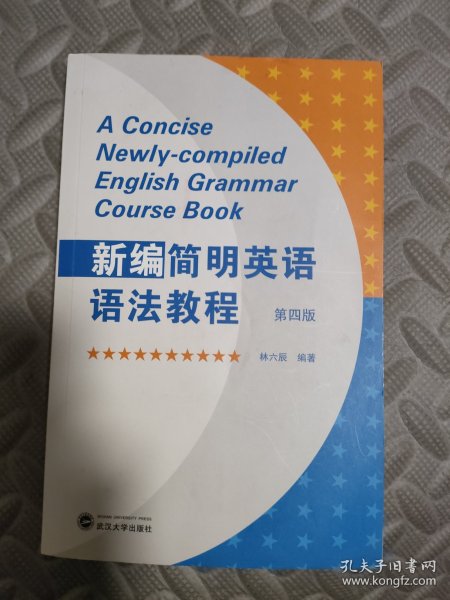 A Concise
Newly-compiled
English Grammar
Course Book
新编简明英语
语法教程 第四版
林六辰 编著
WUHAN UNIVERSITY PRESS
武汉大学出版社
孔夫子旧书网
www.kongfz.com